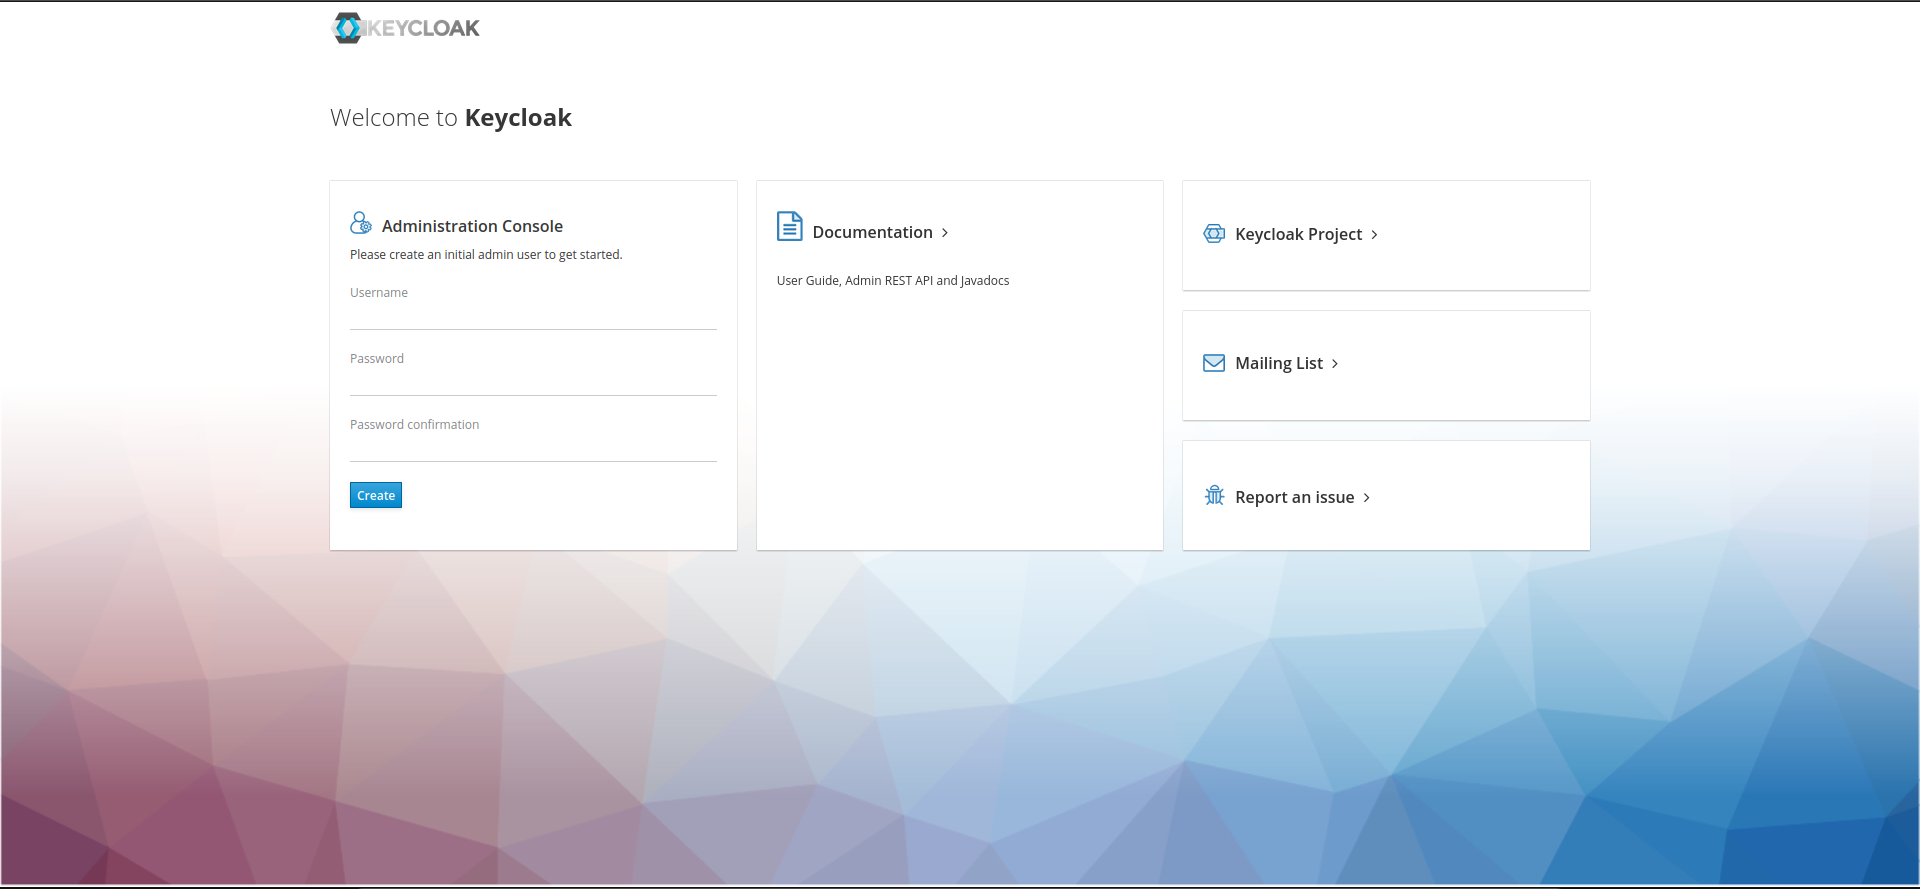 KEYCLOAK
Welcome to Keycloak
Administration Console
Please create an initial admin user to get started.
Username
Password
Password confirmation
Create
Documentation
User Guide, Admin REST API and Javadocs
Keycloak Project
Mailing List
Report an issue